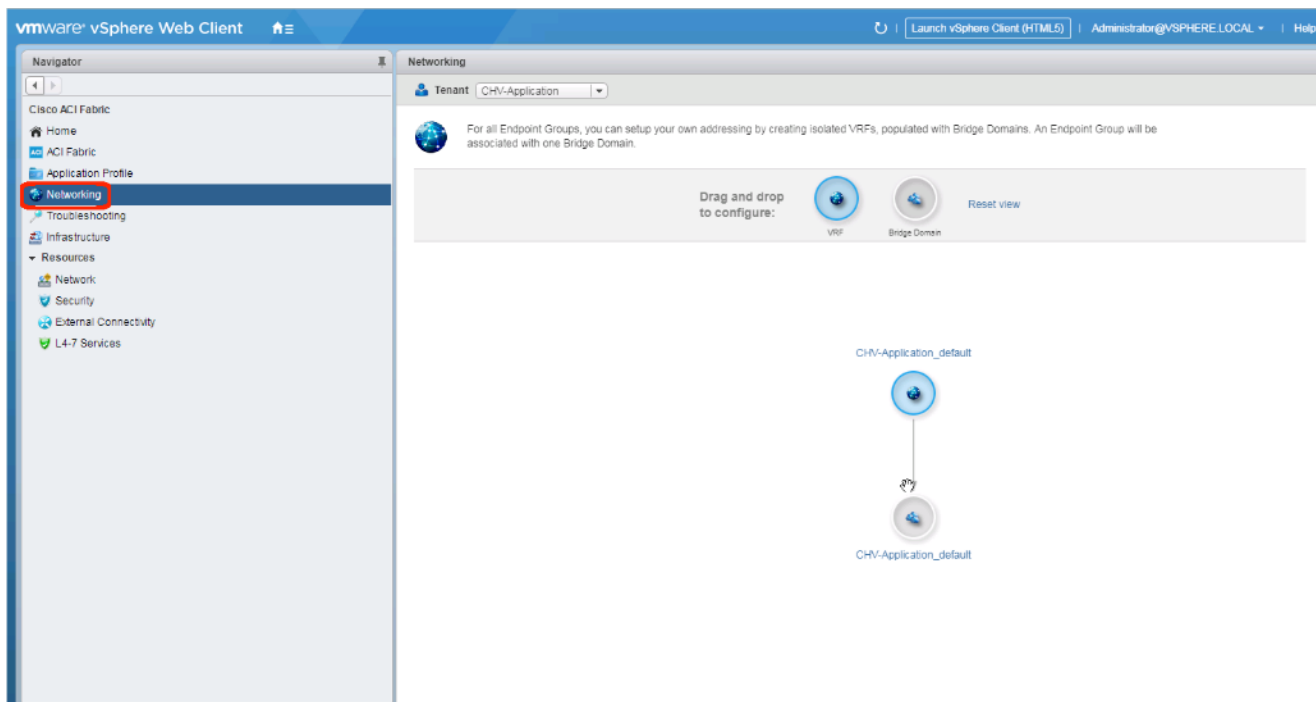 vmware® vSphere Web Client
Launch vSphere Client (HTML5)
Administrator@VSPHERE.LOCAL
Help
Navigator
Cisco ACI Fabric
Home
ACI ACI Fabric
Application Profile
Networking
Troubleshooting
Infrastructure
Resources
Network
Security
External Connectivity
L4-7 Services
Networking
Tenant CHV-Application
For all Endpoint Groups, you can setup your own addressing by creating isolated VRFs, populated with Bridge Domains. An Endpoint Group will be
associated with one Bridge Domain.
Drag and drop
to configure:
VRF
Bridge Domain
Reset view
CHV-Application_default
CHV-Application_default